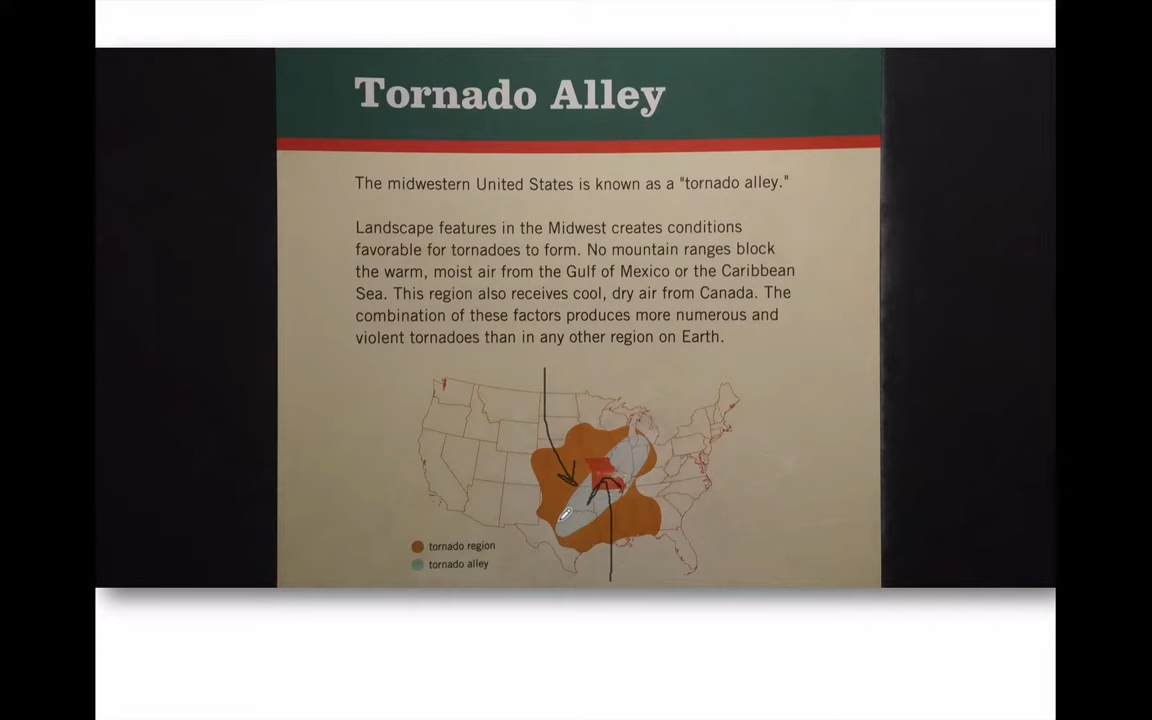 Tornado Alley
The midwestern United States is known as a "tornado alley."
Landscape features in the Midwest creates conditions
favorable for tornadoes to form. No mountain ranges block
the warm, moist air from the Gulf of Mexico or the Caribbean
Sea. This region also receives cool, dry air from Canada. The
combination of these factors produces more numerous and
violent tornadoes than in any other region on Earth.
tornado region
tornado alley